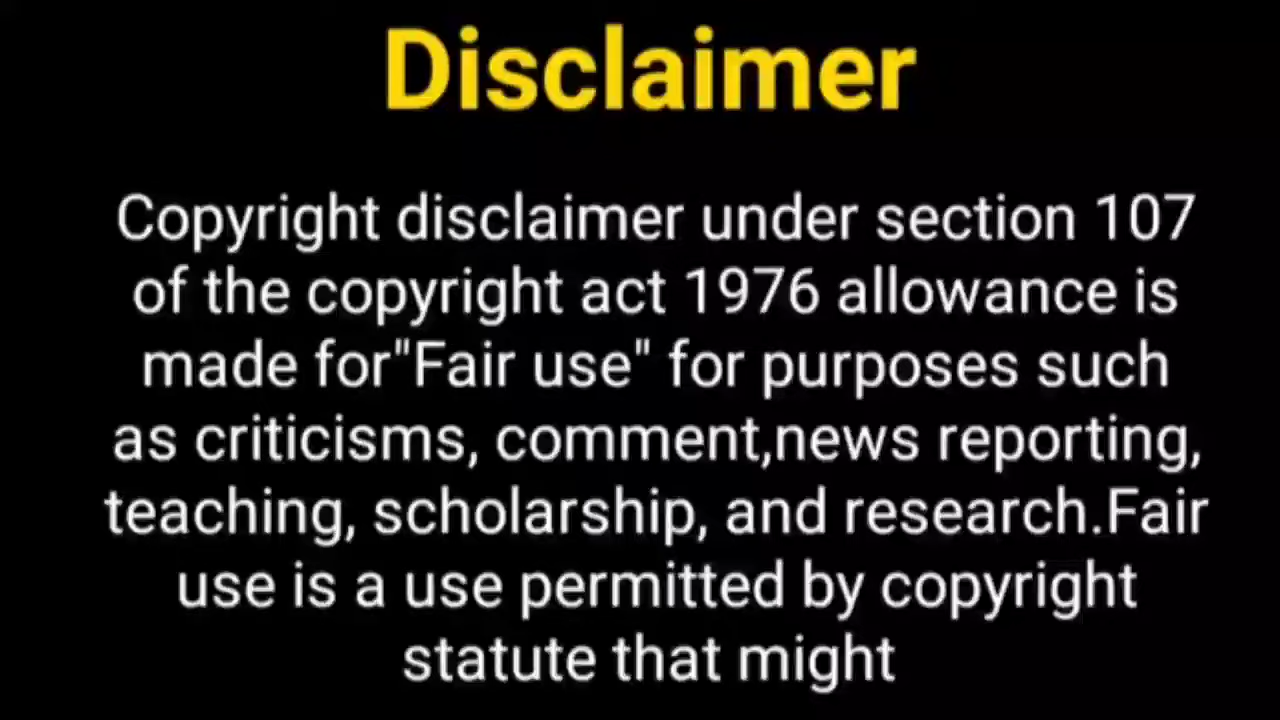 Disclaimer
Copyright disclaimer under section 107
of the copyright act 1976 allowance is
made for"Fair use" for purposes such
as criticisms, comment,news reporting,
teaching, scholarship, and research.Fair
use is a use permitted by copyright
statute that might